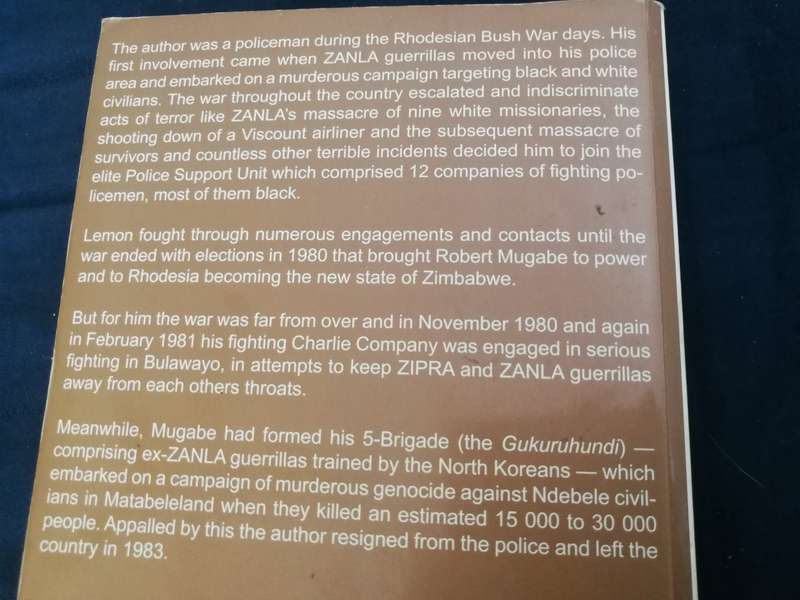 The author was a policeman during the Rhodesian Bush War days. His
first involvement came when ZANLA guerrillas moved into his police
area and embarked on a murderous campaign targeting black and white
civilians. The war throughout the country escalated and indiscriminate
acts of terror like ZANLA's massacre of nine white missionaries, the
shooting down of a Viscount airliner and the subsequent massacre of
survivors and countless other terrible incidents decided him to join the
elite Police Support Unit which comprised 12 companies of fighting po-
licemen, most of them black.
Lemon fought through numerous engagements and contacts until the
war ended with elections in 1980 that brought Robert Mugabe to power
and to Rhodesia becoming the new state of Zimbabwe.
But for him the war was far from over and in November 1980 and again
in February 1981 his fighting Charlie Company was engaged in serious
fighting in Bulawayo, in attempts to keep ZIPRA and ZANLA guerrillas
away from each others throats.
Meanwhile, Mugabe had formed his 5-Brigade (the Gukuruhundi) —
comprising ex-ZANLA guerrillas trained by the North Koreans — which
embarked on a campaign of murderous genocide against Ndebele civil-
ians in Matabeleland when they killed an estimated 15 000 to 30 000
people. Appalled by this the author resigned from the police and left the
country in 1983.